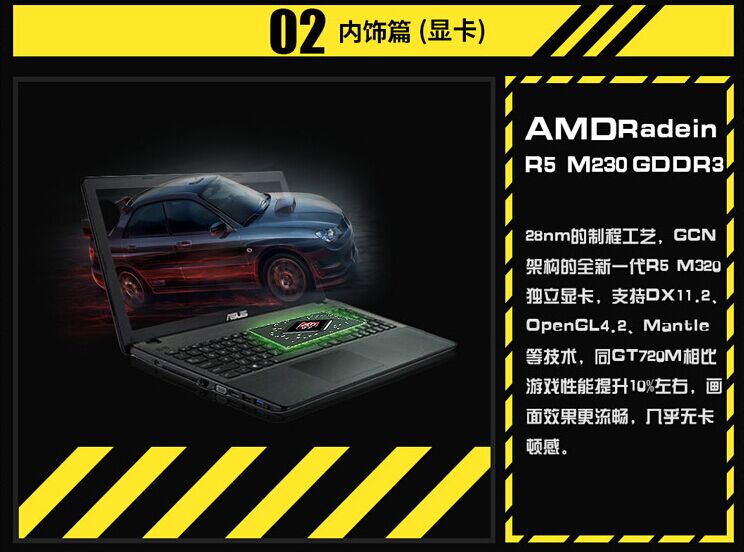 02 内饰篇 (显卡)
AMDRadein
R5 M230 GDDR3
28nm的制程工艺，GCN
架构的全新一代R5 M320
独立显卡，支持DX11.2、
OpenGL4.2、Mantle
等技术，同GT720M相比
游戏性能提升10%左右，画
面效果更流畅，几乎无卡
顿感。
ASUS